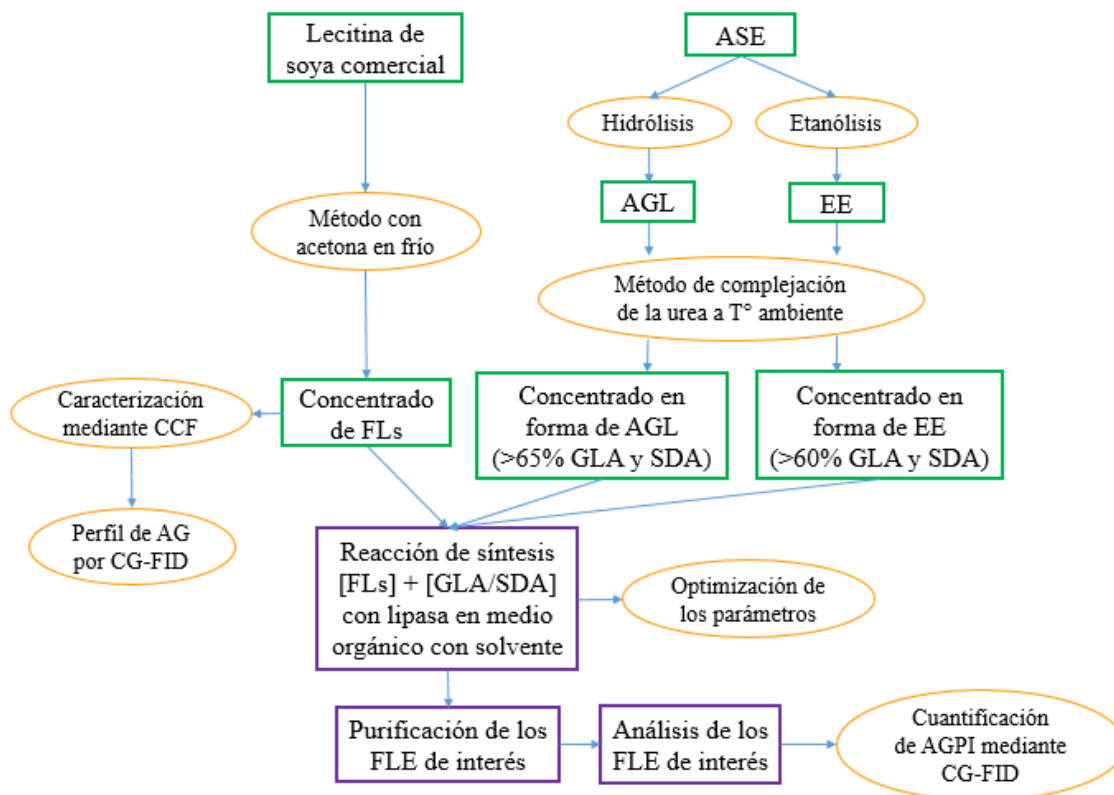 Lecitina de
soya comercial
ASE
Hidrólisis
Etanólisis
AGL
EE
Método con
acetona en frío
Método de complejación
de la urea a T° ambiente
Caracterización
mediante CCF
Concentrado
de FLs
Concentrado en
forma de AGL
(>65% GLA y SDA)
Concentrado en
forma de EE
(>60% GLA y SDA)
Perfil de AG
por CG-FID
Reacción de síntesis
[FLs] + [GLA/SDA]
con lipasa en medio
orgánico con solvente
Optimización de
los parámetros
Purificación de los
FLE de interés
Análisis de los
FLE de interés
Cuantificación
de AGPI mediante
CG-FID